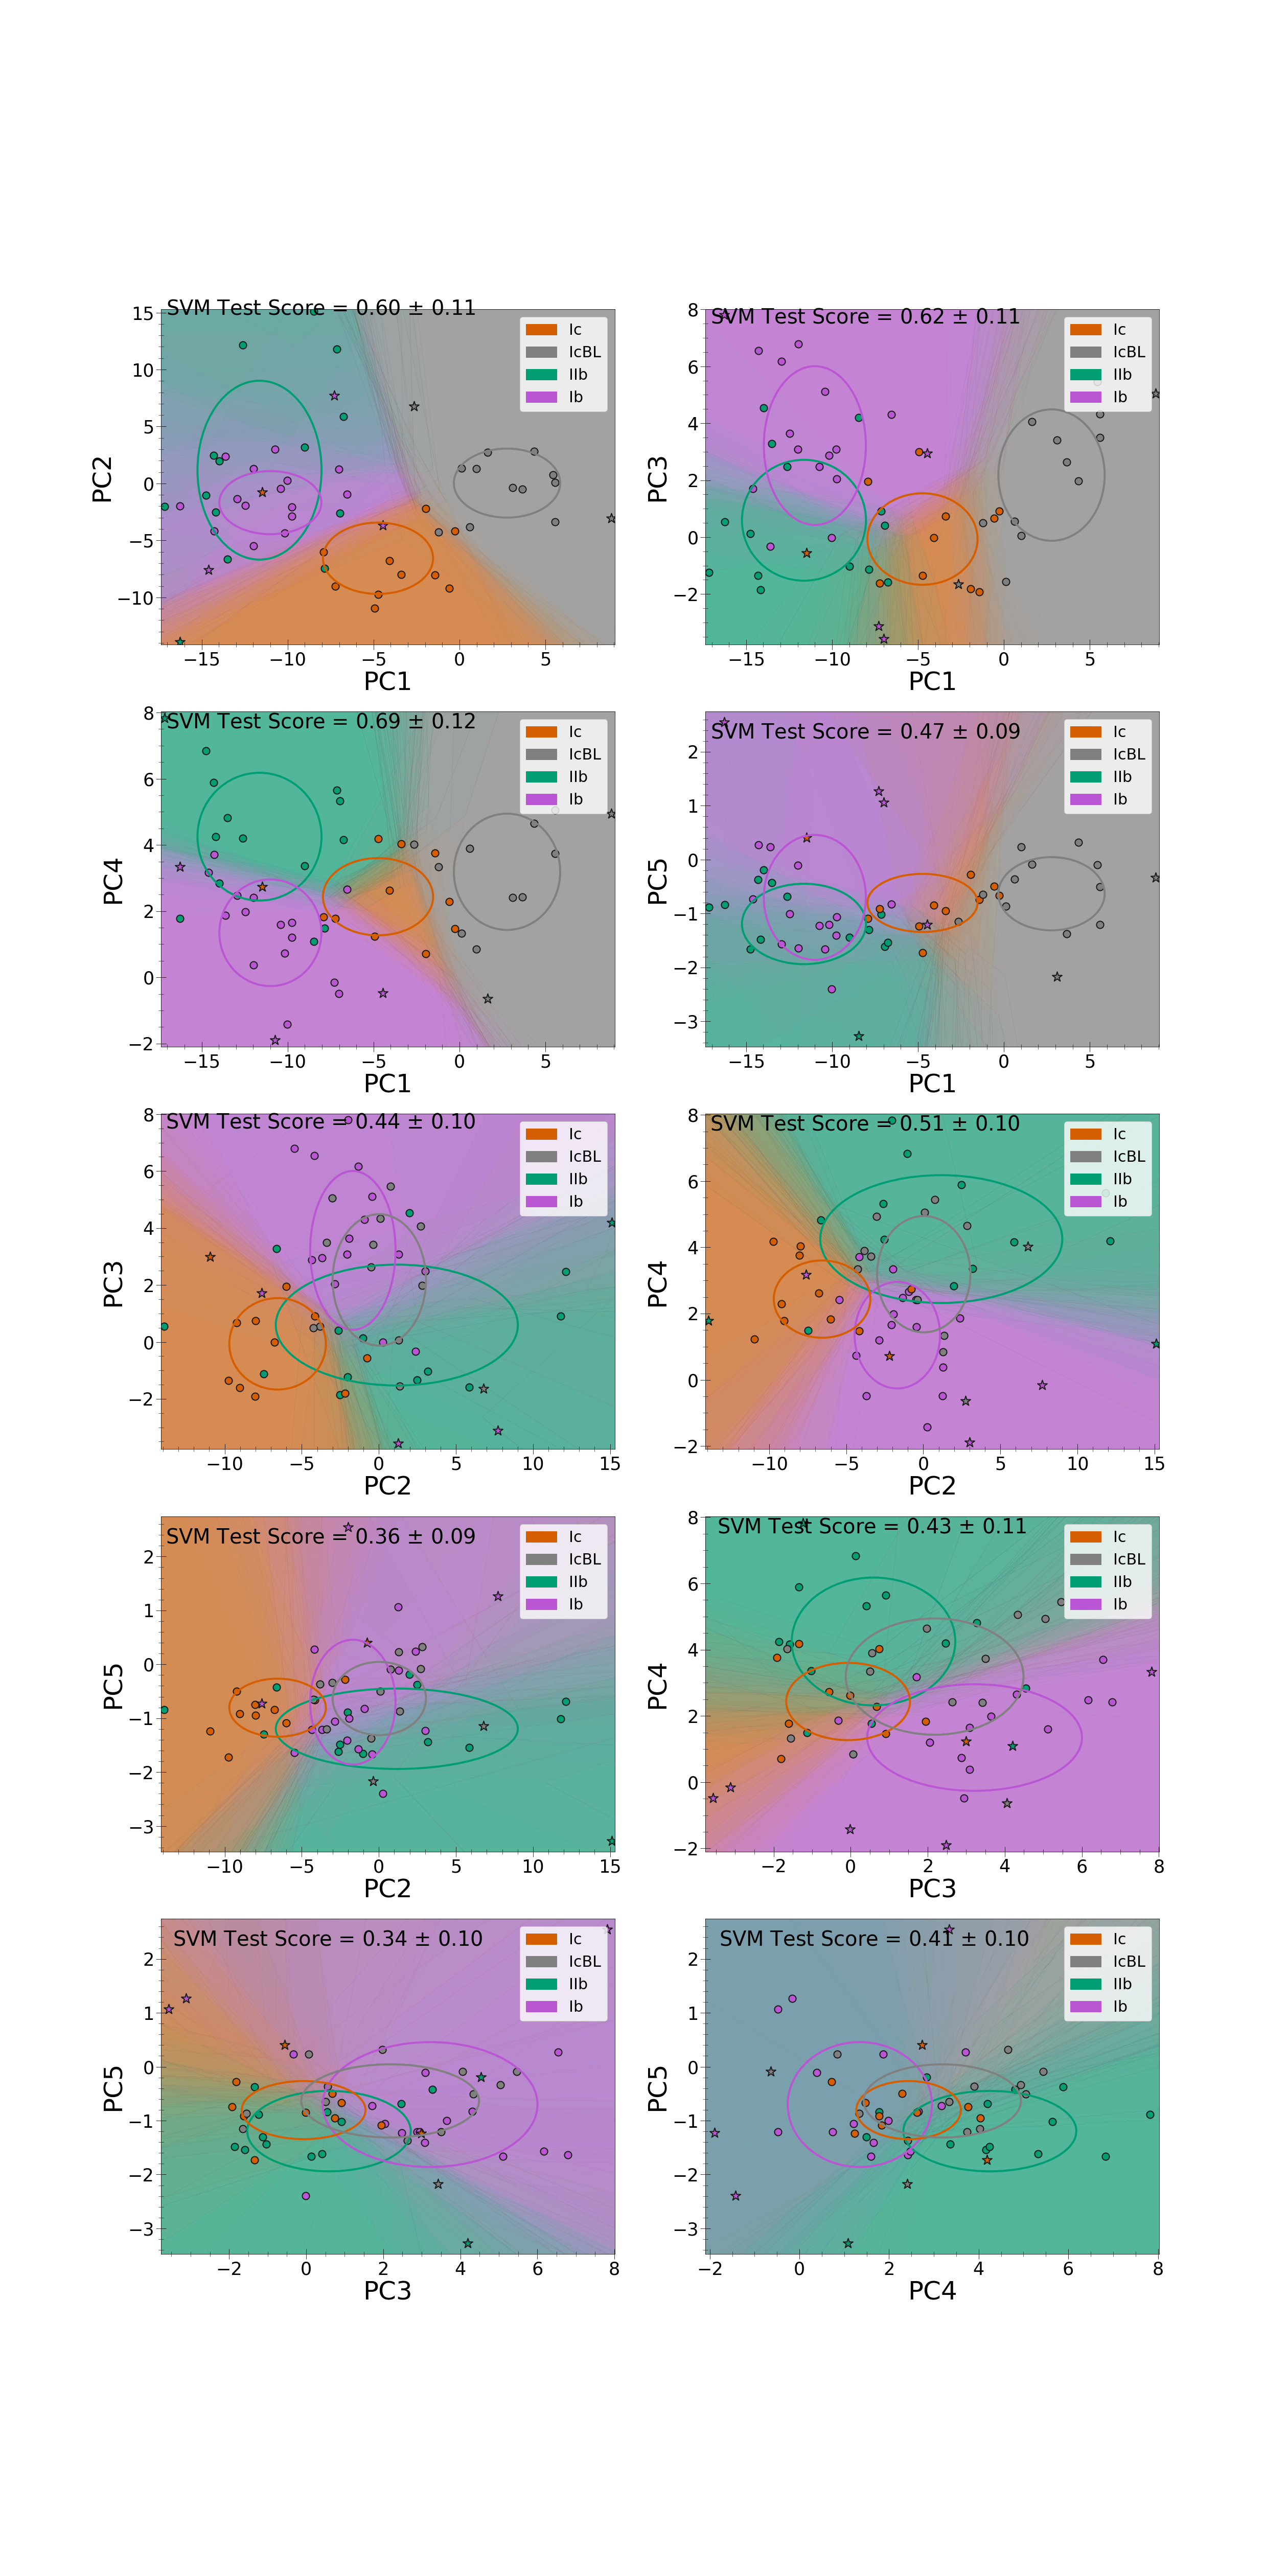 SVM Test Score = 0.60 ± 0.11
Ic
IcBL
IIb
Ib
15
10
5
0
−5
−10
PC2
−15 −10 −5 0 5
PC1
SVM Test Score = 0.62 ± 0.11
Ic
IcBL
IIb
Ib
8
6
4
2
0
−2
PC3
−15 −10 −5 0 5
PC1
SVM Test Score = 0.69 ± 0.12
Ic
IcBL
IIb
Ib
8
6
4
2
0
−2
PC4
−15 −10 −5 0 5
PC1
SVM Test Score = 0.47 ± 0.09
Ic
IcBL
IIb
Ib
2
1
0
−1
−2
−3
PC5
−15 −10 −5 0 5
PC1
SVM Test Score = 0.44 ± 0.10
Ic
IcBL
IIb
Ib
8
6
4
2
0
−2
PC3
−10 −5 0 5 10 15
PC2
SVM Test Score = 0.51 ± 0.10
Ic
IcBL
IIb
Ib
8
6
4
2
0
−2
PC4
−10 −5 0 5 10 15
PC2
SVM Test Score = 0.36 ± 0.09
Ic
IcBL
IIb
Ib
2
1
0
−1
−2
−3
PC5
−10 −5 0 5 10 15
PC2
SVM Test Score = 0.43 ± 0.11
Ic
IcBL
IIb
Ib
8
6
4
2
0
−2
PC4
−2 0 2 4 6 8
PC3
SVM Test Score = 0.34 ± 0.10
Ic
IcBL
IIb
Ib
2
1
0
−1
−2
−3
PC5
−2 0 2 4 6 8
PC3
SVM Test Score = 0.41 ± 0.10
Ic
IcBL
IIb
Ib
2
1
0
−1
−2
−3
PC5
−2 0 2 4 6 8
PC4